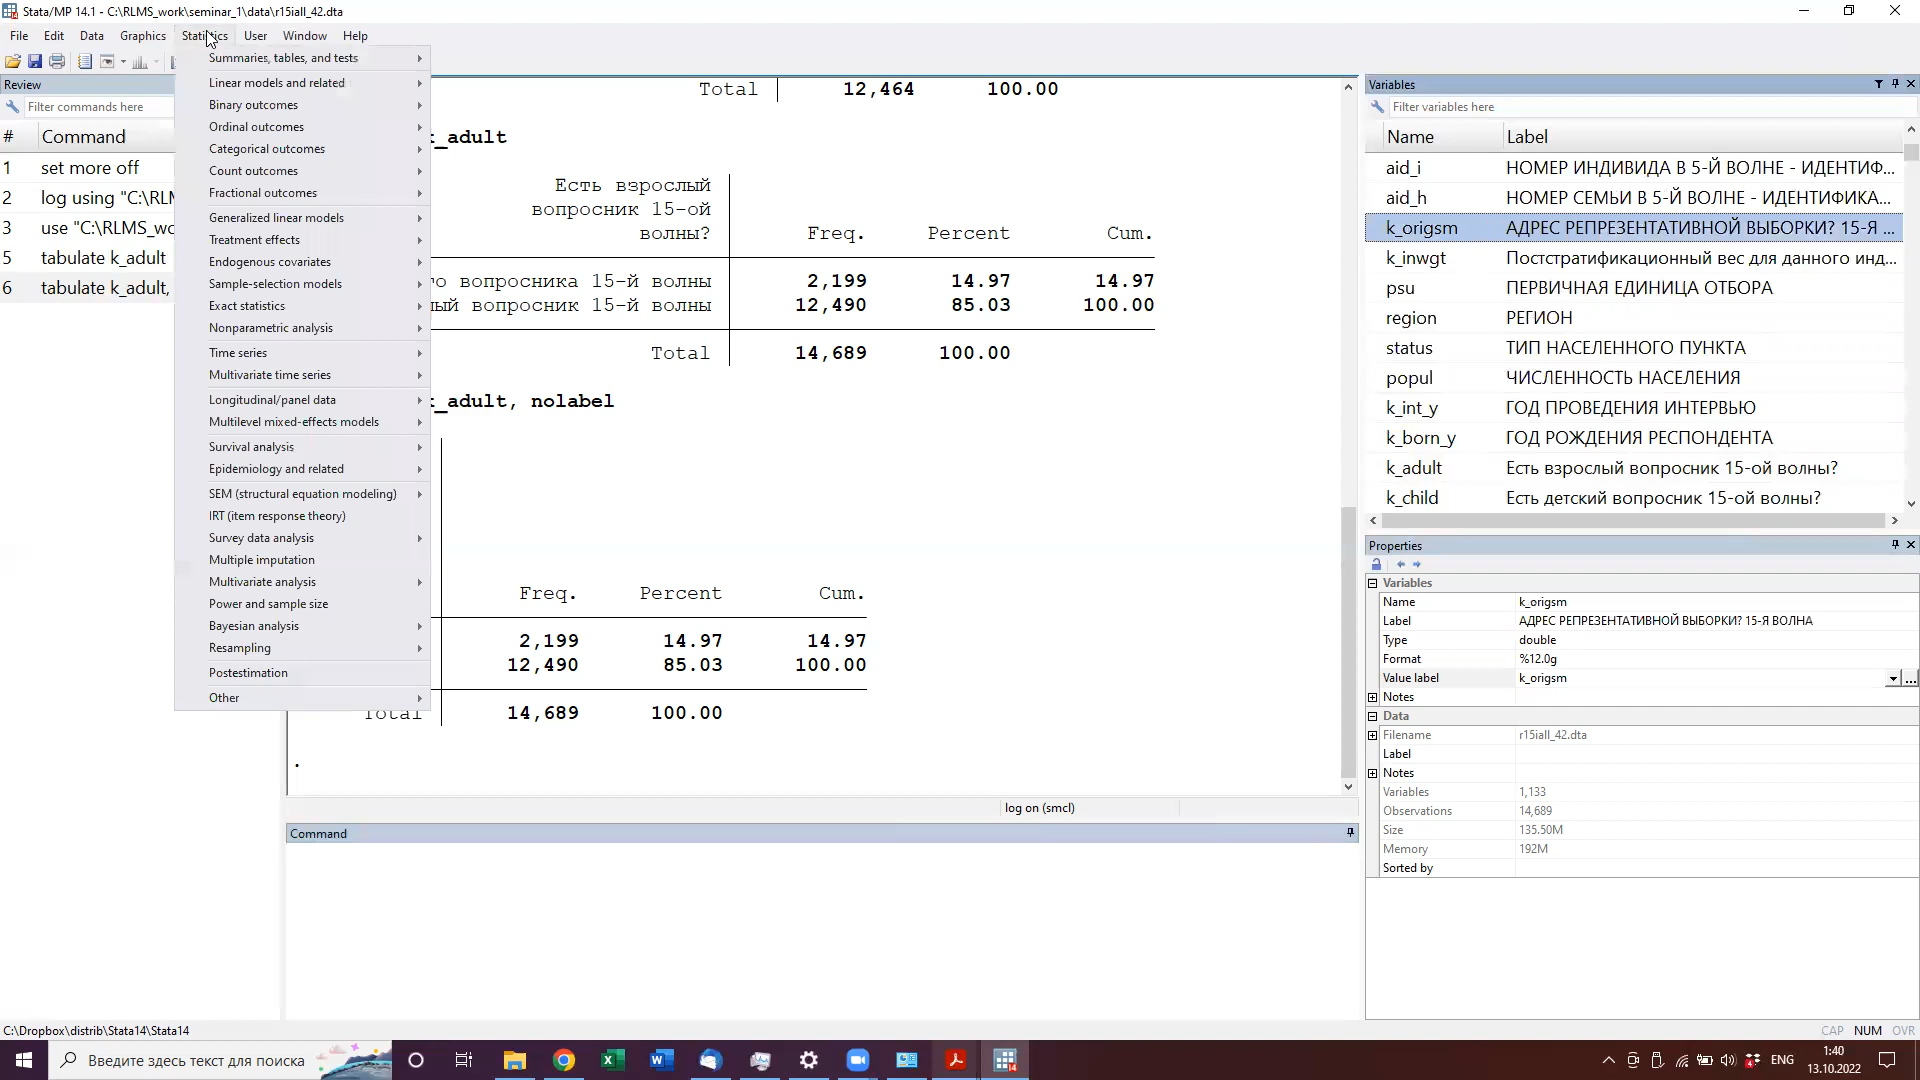 Stata/MP 14.1 - C:\RLMS_work\seminar_1\data\r15iall_42.dta
File Edit Data Graphics Statistics User Window Help
Review
Filter commands here
# Command
1 set more off
2 log using "C:\RLM
3 use "C:\RLMS_wo
5 tabulate k_adult
6 tabulate k_adult,
Summaries, tables, and tests
Linear models and related
Binary outcomes
Ordinal outcomes
Categorical outcomes
Count outcomes
Fractional outcomes
Generalized linear models
Treatment effects
Endogenous covariates
Sample-selection models
Exact statistics
Nonparametric analysis
Time series
Multivariate time series
Longitudinal/panel data
Multilevel mixed-effects models
Survival analysis
Epidemiology and related
SEM (structural equation modeling)
IRT (item response theory)
Survey data analysis
Multiple imputation
Multivariate analysis
Power and sample size
Bayesian analysis
Resampling
Postestimation
Other
Total 12,464 100.00
_adult
Есть взрослый
вопросник 15-ой
волны? Freq. Percent Cum.
го вопросника 15-й волны 2,199 14.97 14.97
ый вопросник 15-й волны 12,490 85.03 100.00
Total 14,689 100.00
_adult, nolabel
Freq. Percent Cum.
2,199 14.97 14.97
12,490 85.03 100.00
Total 14,689 100.00
.
log on (smcl)
Command
Variables
Filter variables here
Name Label
aid_i НОМЕР ИНДИВИДА В 5-Й ВОЛНЕ - ИДЕНТИФ...
aid_h НОМЕР СЕМЬИ В 5-Й ВОЛНЕ - ИДЕНТИФИКА...
k_origsm АДРЕС РЕПРЕЗЕНТАТИВНОЙ ВЫБОРКИ? 15-Я ...
k_inwgt Постстратификационный вес для данного инд...
psu ПЕРВИЧНАЯ ЕДИНИЦА ОТБОРА
region РЕГИОН
status ТИП НАСЕЛЕННОГО ПУНКТА
popul ЧИСЛЕННОСТЬ НАСЕЛЕНИЯ
k_int_y ГОД ПРОВЕДЕНИЯ ИНТЕРВЬЮ
k_born_y ГОД РОЖДЕНИЯ РЕСПОНДЕНТА
k_adult Есть взрослый вопросник 15-ой волны?
k_child Есть детский вопросник 15-ой волны?
Properties
Variables
Name k_origsm
Label АДРЕС РЕПРЕЗЕНТАТИВНОЙ ВЫБОРКИ? 15-Я ВОЛНА
Type double
Format %12.0g
Value label k_origsm
Notes
Data
Filename r15iall_42.dta
Label
Notes
Variables 1,133
Observations 14,689
Size 135.50M
Memory 192M
Sorted by
C:\Dropbox\distrib\Stata14\Stata14
CAP NUM OVR
Введите здесь текст для поиска
ENG
1:40
13.10.2022